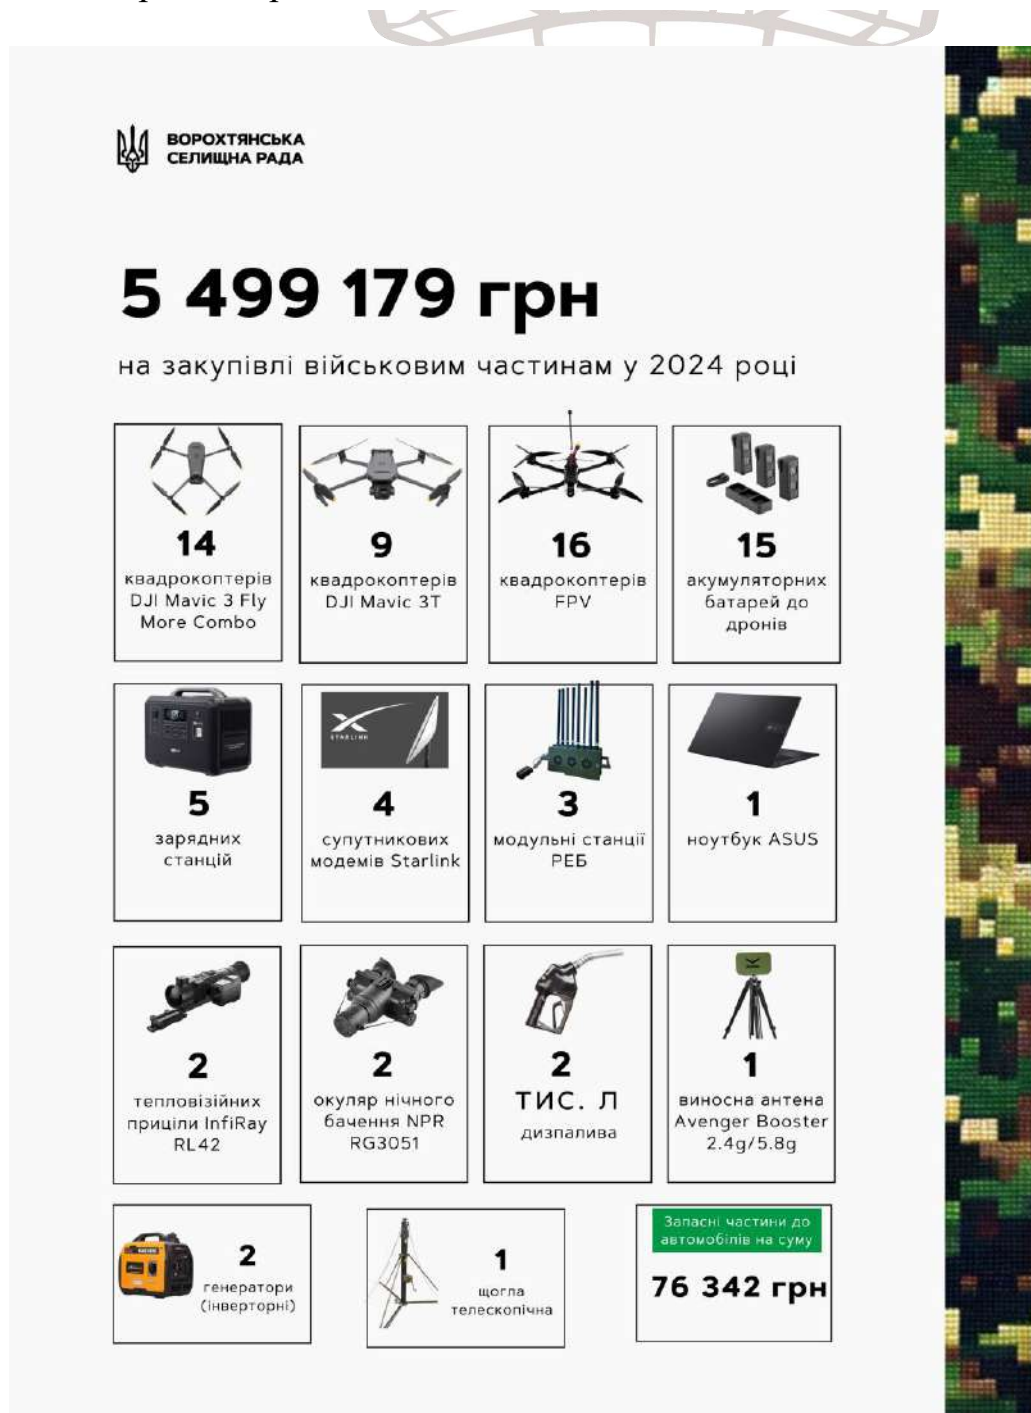 ВОРОХТЯНСЬКА
СЕЛИЩНА РАДА
5 499 179 грн
на закупівлі військовим частинам у 2024 році
14
квадрокоптерів
DJI Mavic 3 Fly
More Combo
9
квадрокоптерів
DJI Mavic 3T
16
квадрокоптерів
FPV
15
акумуляторних
батарей до
дронів
STARLINK
5
зарядних
станцій
4
супутникових
модемів Starlink
3
модульні станції
РЕБ
1
ноутбук ASUS
2
тепловізійних
приціли InfiRay
RL42
2
окуляр нічного
бачення NPR
RG3051
2
ТИС. Л
дизпалива
1
виносна антена
Avenger Booster
2.4g/5.8g
2
генератори
(інверторні)
1
щогла
телескопічна
Запасні частини до
автомобілів на суму
76 342 грн